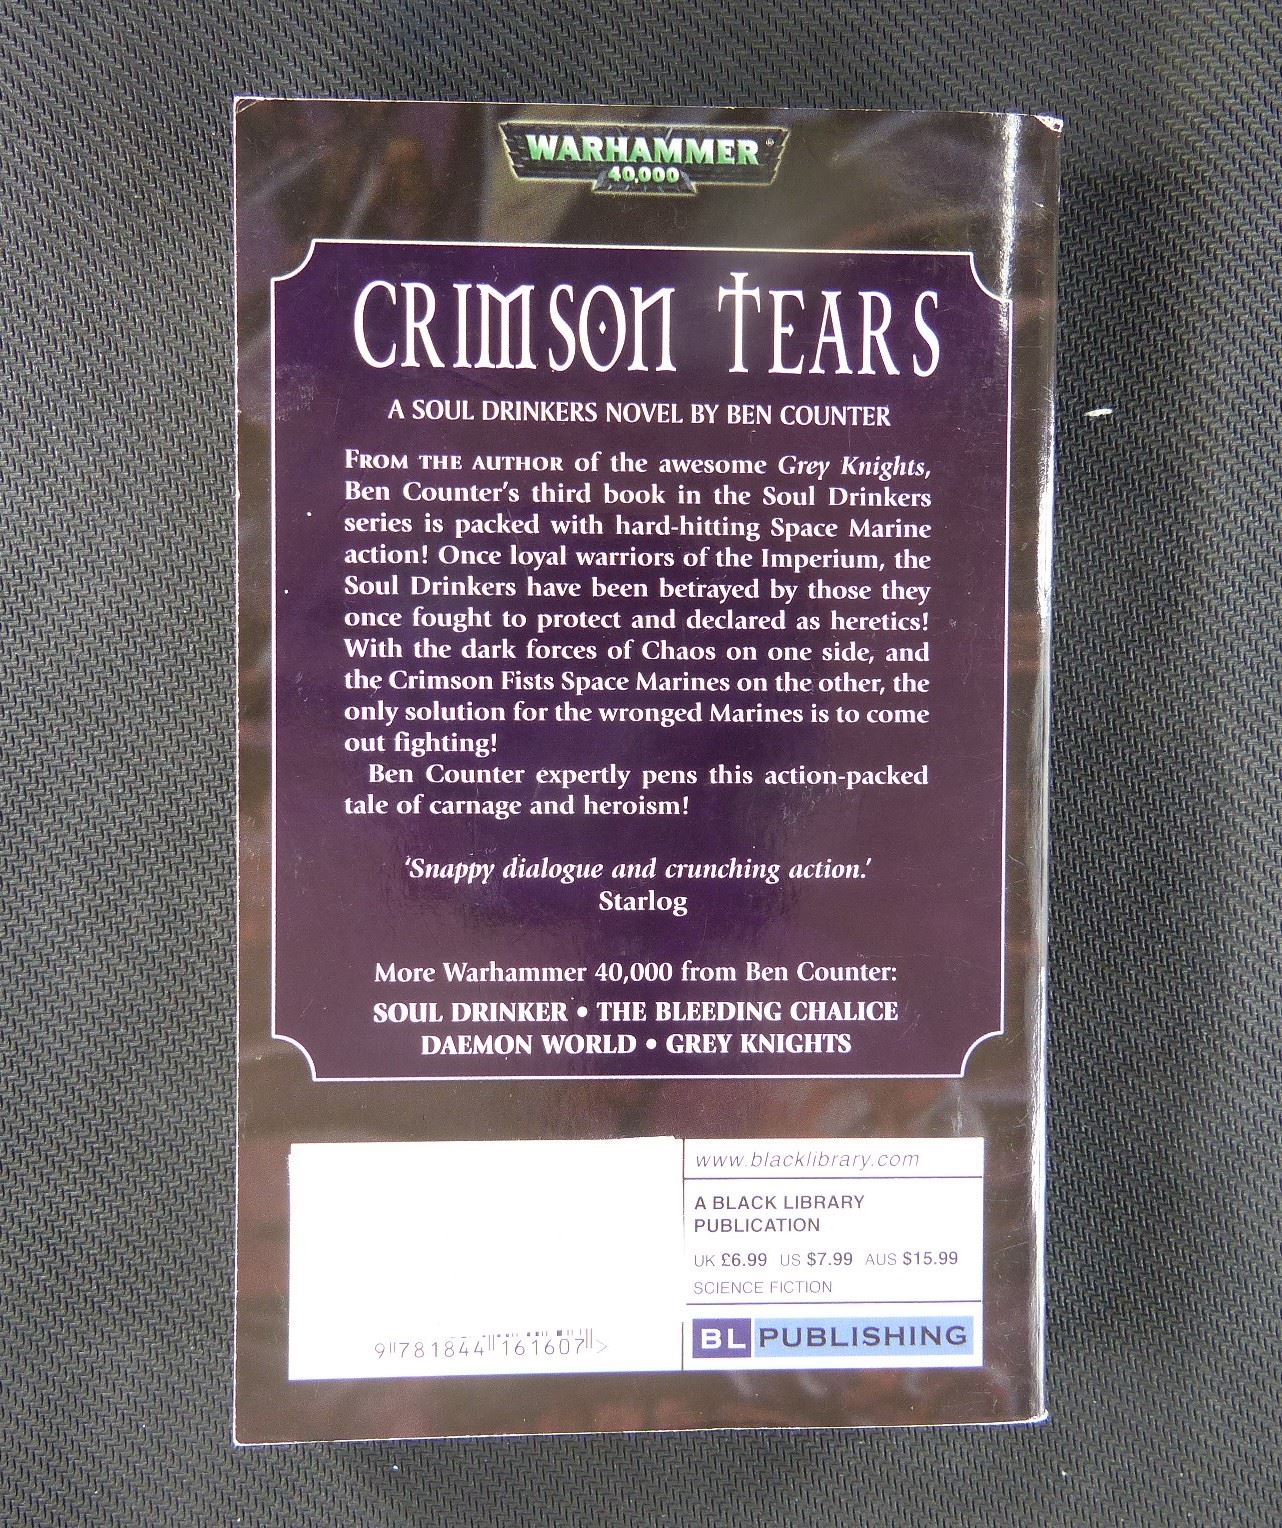 WARHAMMER®
40,000
CRIMSON TEARS
A SOUL DRINKERS NOVEL BY BEN COUNTER
FROM THE AUTHOR of the awesome Grey Knights,
Ben Counter's third book in the Soul Drinkers
series is packed with hard-hitting Space Marine
action! Once loyal warriors of the Imperium, the
Soul Drinkers have been betrayed by those they
once fought to protect and declared as heretics!
With the dark forces of Chaos on one side, and
the Crimson Fists Space Marines on the other, the
only solution for the wronged Marines is to come
out fighting!
Ben Counter expertly pens this action-packed
tale of carnage and heroism!
'Snappy dialogue and crunching action.'
Starlog
More Warhammer 40,000 from Ben Counter:
SOUL DRINKER • THE BLEEDING CHALICE
DAEMON WORLD • GREY KNIGHTS
www.blacklibrary.com
A BLACK LIBRARY
PUBLICATION
UK £6.99 US $7.99 AUS $15.99
SCIENCE FICTION
BL PUBLISHING
9 781844 161607 >